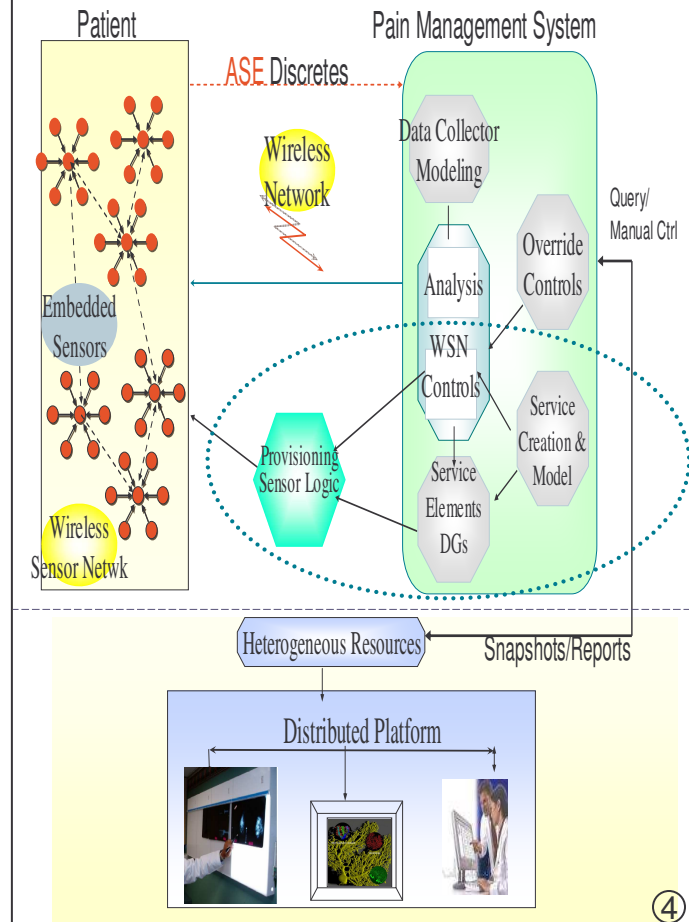 Patient
Pain Management System
ASE Discretes
Data Collector
Modeling
Wireless
Network
Query/
Manual Ctrl
Override
Controls
Analysis
Embedded
Sensors
WSN
Controls
Service
Creation &
Model
Provisioning
Sensor Logic
Service
Elements
DGs
Wireless
Sensor Netwk
Heterogeneous Resources
Snapshots/Reports
Distributed Platform
4